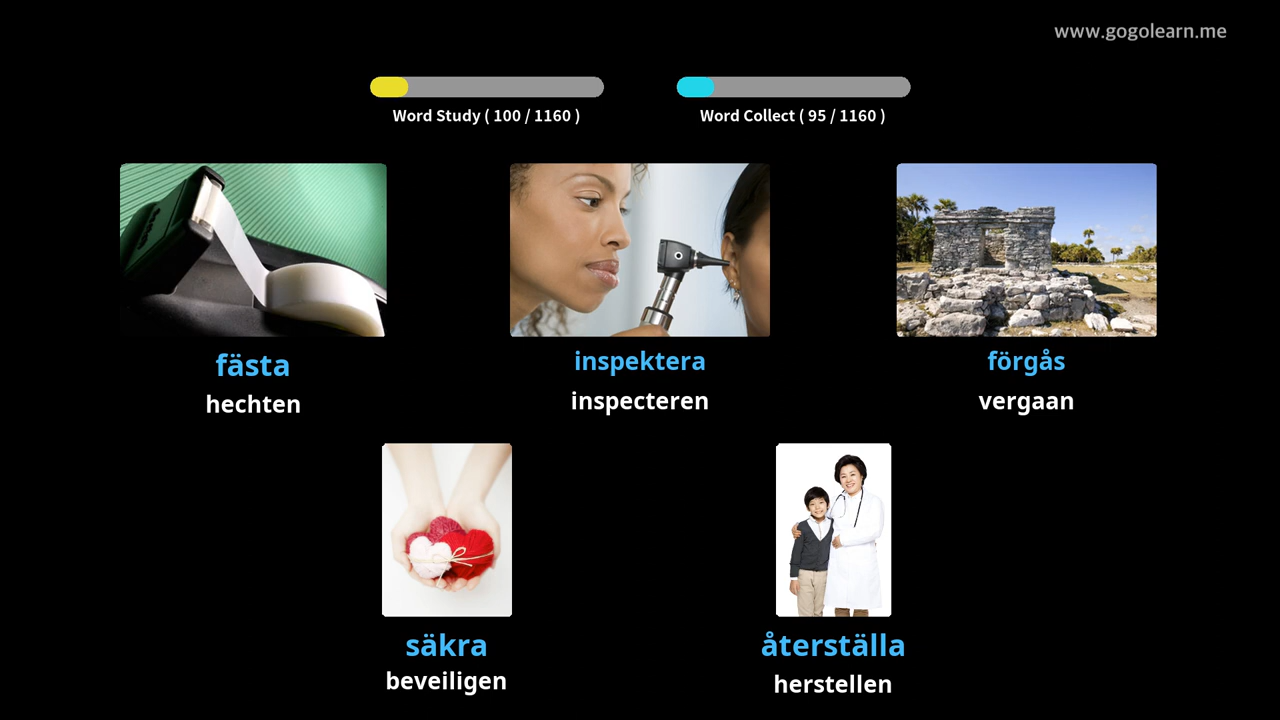 www.gogolearn.me
Word Study ( 100 / 1160 )
Word Collect ( 95 / 1160 )
fästa
hechten
inspektera
inspecteren
förgås
vergaan
säkra
beveiligen
återställa
herstellen